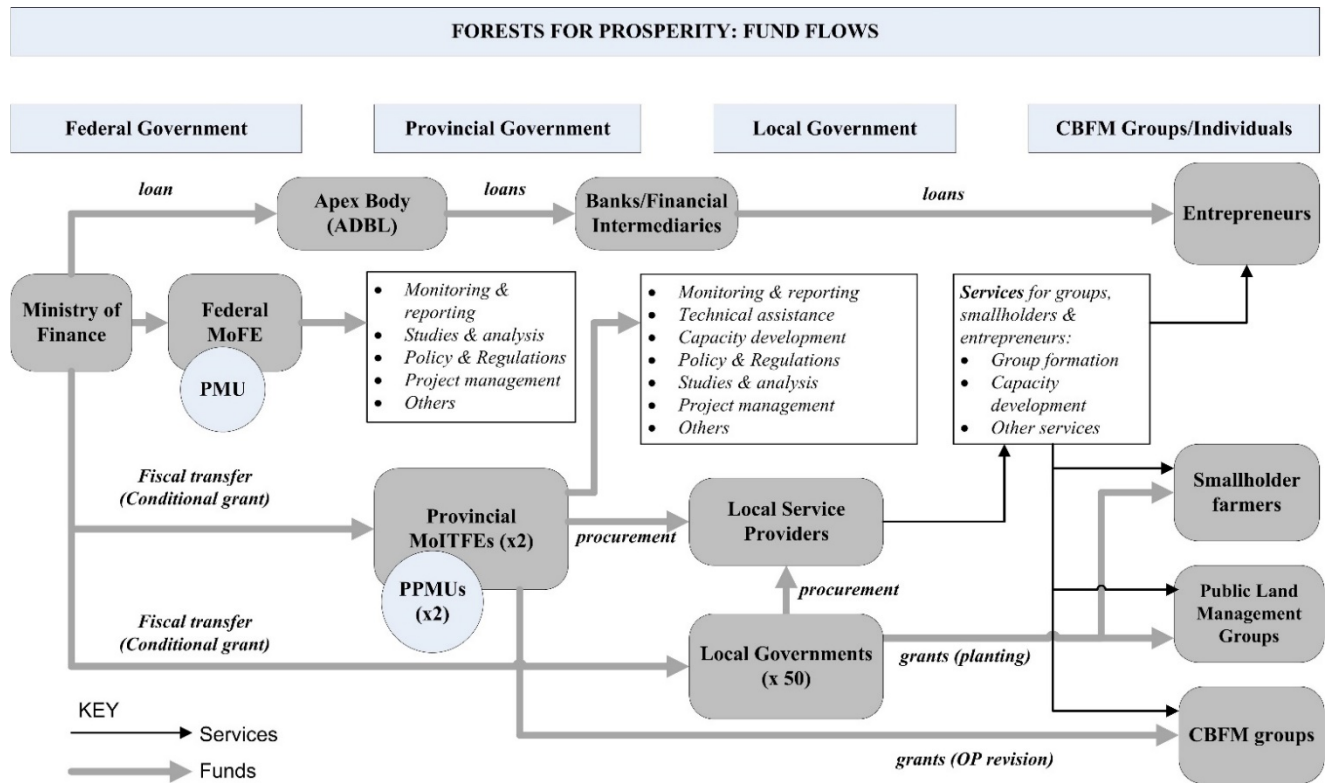 FORESTS FOR PROSPERITY: FUND FLOWS
Federal Government
Provincial Government
Local Government
CBFM Groups/Individuals
loan
loans
loans
Apex Body
(ADBL)
Banks/Financial
Intermediaries
Entrepreneurs
Ministry of
Finance
Federal
MoFE
PMU
• Monitoring &
reporting
• Studies & analysis
• Policy & Regulations
• Project management
• Others
• Monitoring & reporting
• Technical assistance
• Capacity development
• Policy & Regulations
• Studies & analysis
• Project management
• Others
Services for groups,
smallholders &
entrepreneurs:
• Group formation
• Capacity
development
• Other services
Fiscal transfer
(Conditional grant)
Provincial
MoITFEs (x2)
PPMUs
(x2)
procurement
Local Service
Providers
Smallholder
farmers
procurement
Public Land
Management
Groups
Fiscal transfer
(Conditional grant)
Local Governments
(x 50)
grants (planting)
CBFM groups
grants (OP revision)
KEY
Services
Funds